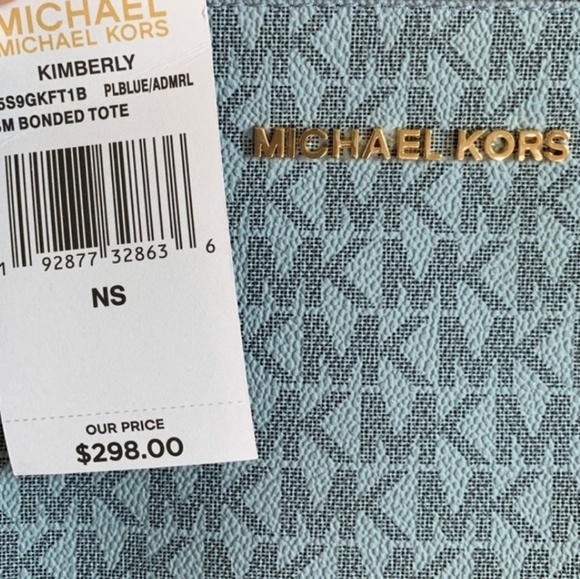 MICHAEL
MICHAEL KORS
KIMBERLY
5S9GKFT1B PLBLUE/ADMRL
SM BONDED TOTE
1 92877 32863 6
NS
OUR PRICE
$298.00
MICHAEL KORS